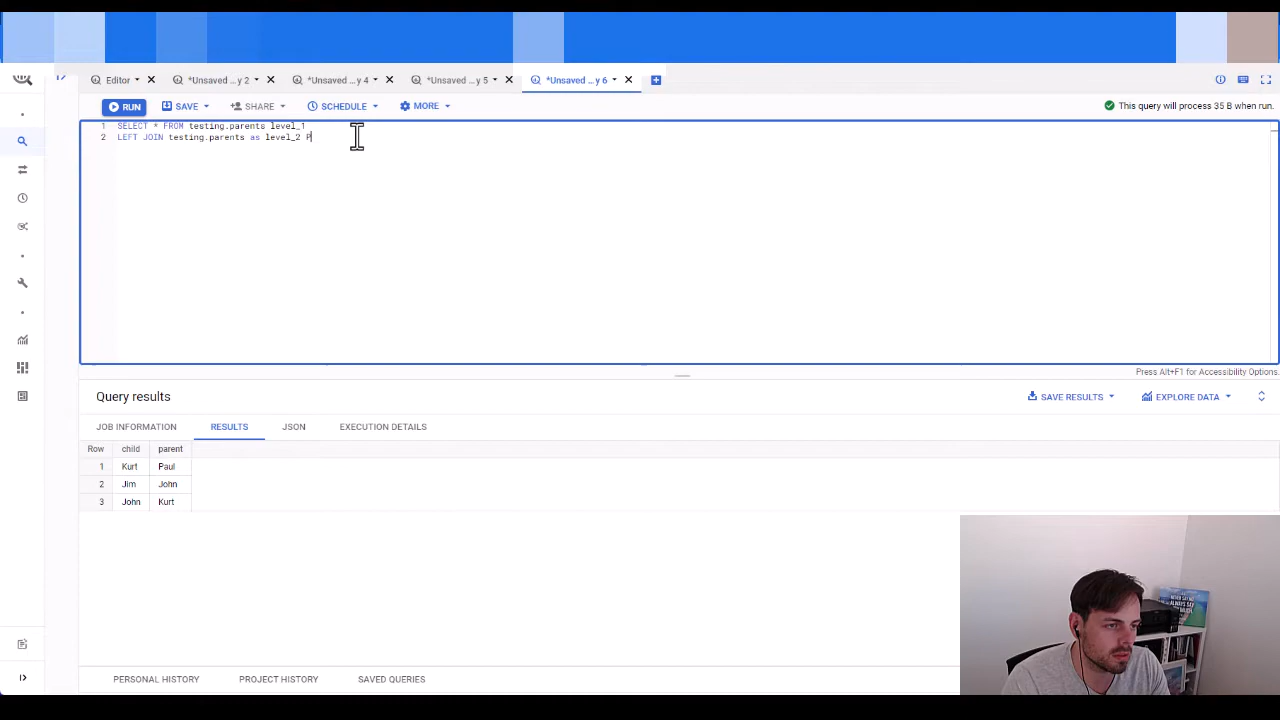 Editor
*Unsaved ...y 2
*Unsaved ...y 4
*Unsaved ...y 5
*Unsaved ...y 6
RUN
SAVE
SHARE
SCHEDULE
MORE
This query will process 35 B when run.
1 SELECT * FROM testing.parents level_1
2 LEFT JOIN testing.parents as level_2 P
Press Alt+F1 for Accessibility Options.
Query results
SAVE RESULTS
EXPLORE DATA
JOB INFORMATION
RESULTS
JSON
EXECUTION DETAILS
Row child parent
1 Kurt Paul
2 Jim John
3 John Kurt
PERSONAL HISTORY
PROJECT HISTORY
SAVED QUERIES